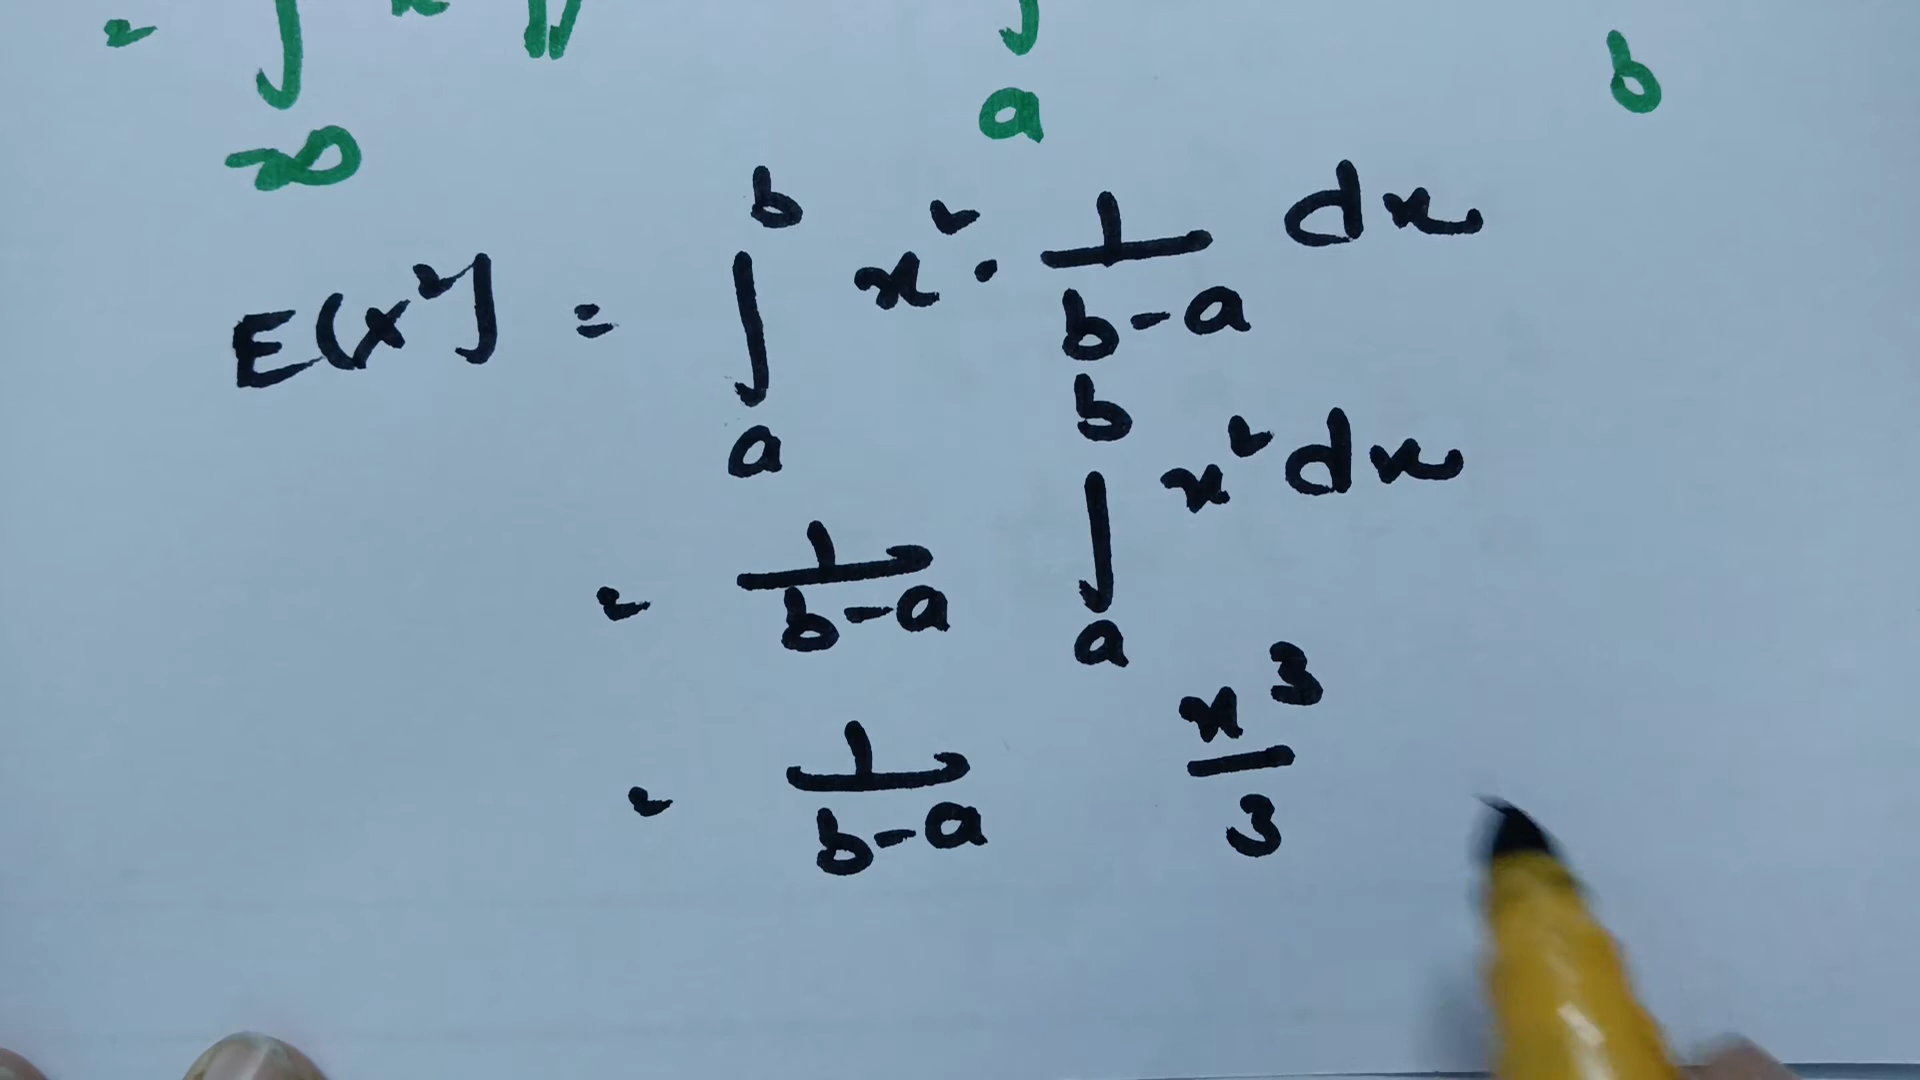 = ∫ x
-∞ a b
E(x²) = ∫ₐᵇ x² · 1/(b-a) dx
= 1/(b-a) ∫ₐᵇ x² dx
= 1/(b-a) x³/3